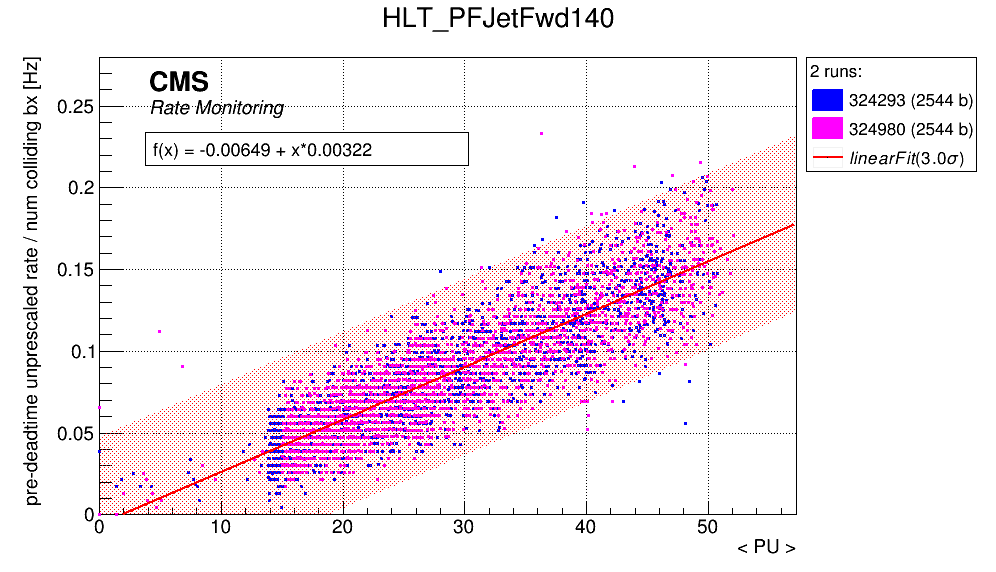 HLT_PFJetFwd140
pre-deadtime unprescaled rate / num colliding bx [Hz]
CMS
Rate Monitoring
f(x) = -0.00649 + x*0.00322
0.25
0.2
0.15
0.1
0.05
0
0 10 20 30 40 50
< PU >
2 runs:
324293 (2544 b)
324980 (2544 b)
linearFit(3.0σ)